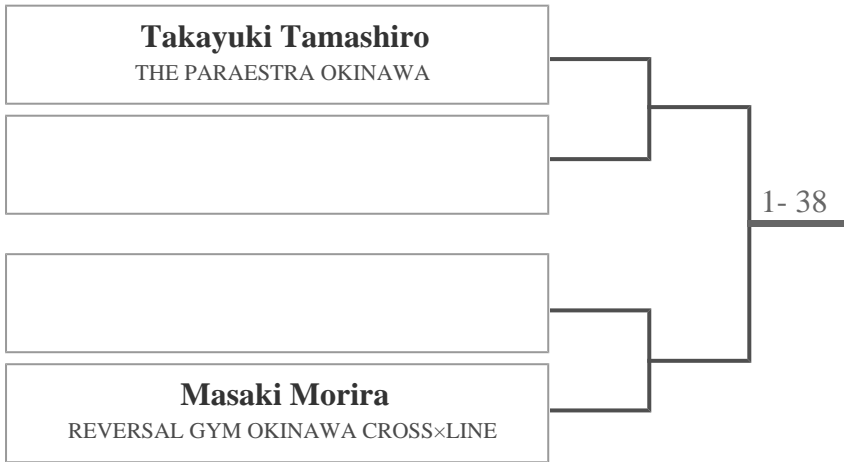 Takayuki Tamashiro
THE PARAESTRA OKINAWA
1- 38
Masaki Morira
REVERSAL GYM OKINAWA CROSS×LINE